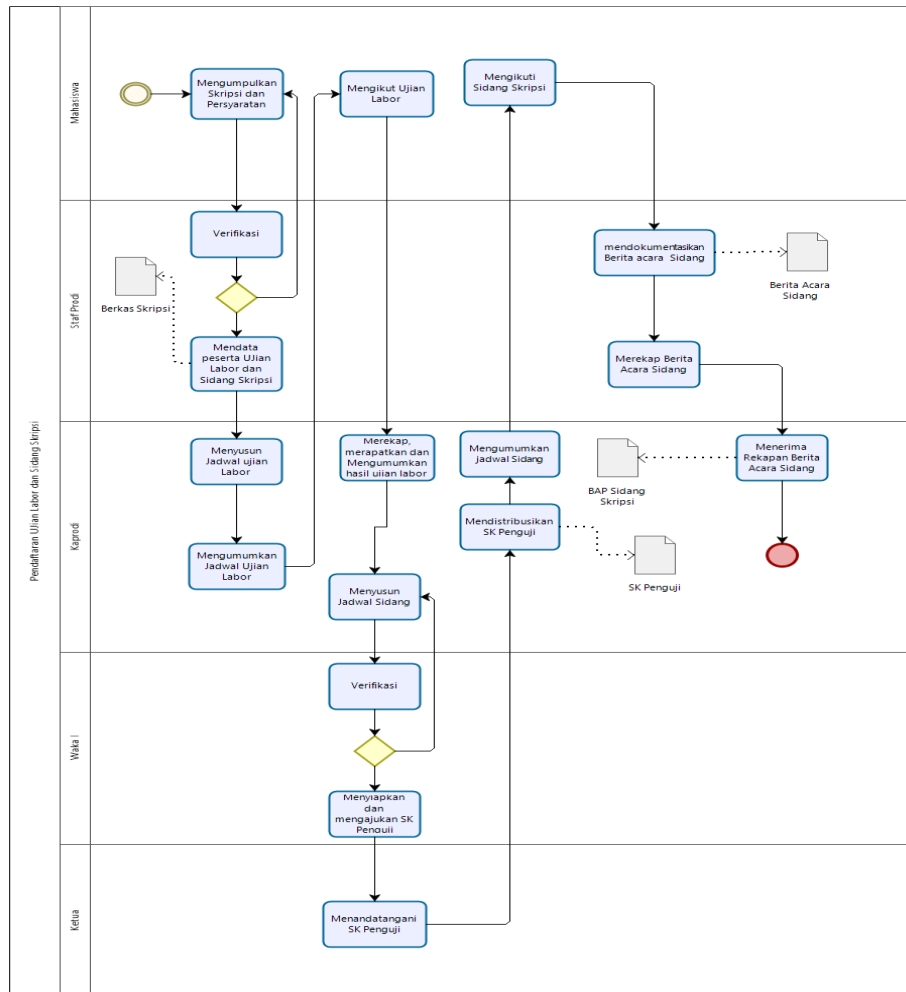 Pendaftaran Ujian Labor dan Sidang Skripsi
Mahasiswa
Mengumpulkan
Skripsi dan
Persyaratan
Mengikut Ujian
Labor
Mengikuti
Sidang Skripsi
Staf Prodi
Verifikasi
Berkas Skripsi
Mendata
peserta UJian
Labor dan
Sidang Skripsi
mendokumentasikan
Berita acara Sidang
Berita Acara
Sidang
Merekap Berita
Acara Sidang
Kaprodi
Menyusun
Jadwal ujian
Labor
Mengumumkan
Jadwal Ujian
Labor
Merekap,
merapatkan dan
Mengumumkan
hasil ujian labor
Menyusun
Jadwal Sidang
Mengumumkan
jadwal Sidang
Mendistribusikan
SK Penguji
SK Penguji
BAP Sidang
Skripsi
Menerima
Rekapan Berita
Acara Sidang
Waka I
Verifikasi
Menyiapkan
dan
mengajukan SK
Penguji
Ketua
Menandatangani
SK Penguji